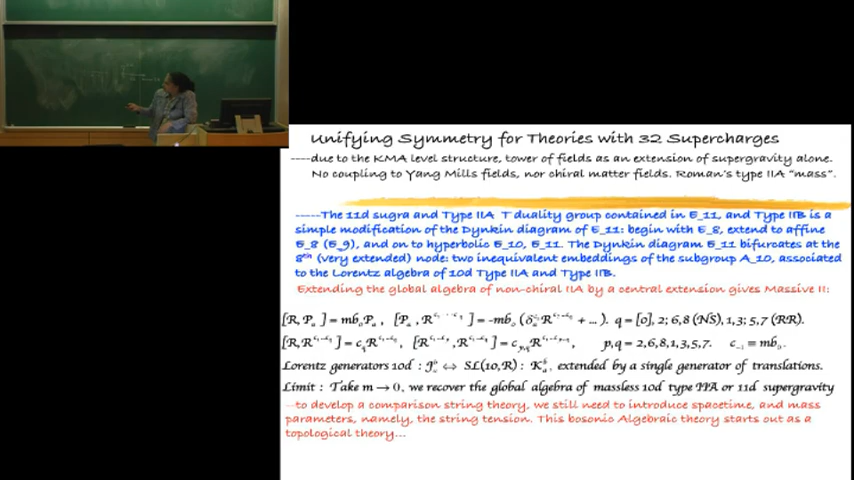 Unifying Symmetry for Theories with 32 Supercharges
----due to the KMA level structure, tower of fields as an extension of supergravity alone.
No coupling to Yang Mills fields, nor chiral matter fields. Roman's type IIA "mass".
-----The 11d sugra and Type IIA T duality group contained in E_11, and Type IIB is a
simple modification of the Dynkin diagram of E_11: begin with E_8, extend to affine
E_8 (E_9), and on to hyperbolic E_10, E_11. The Dynkin diagram E_11 bifurcates at the
8th (very extended) node: two inequivalent embeddings of the subgroup A_10, associated
to the Lorentz algebra of 10d Type IIA and Type IIB.
Extending the global algebra of non-chiral IIA by a central extension gives Massive II:
q = [0], 2; 6,8 (NS), 1,3; 5,7 (RR).
p,q = 2,6,8,1,3,5,7.
Lorentz generators 10d : SL(10,R) : extended by a single generator of translations.
Limit : Take m → 0, we recover the global algebra of massless 10d type IIA or 11d supergravity
--to develop a comparison string theory, we still need to introduce spacetime, and mass
parameters, namely, the string tension. This bosonic Algebraic theory starts out as a
topological theory...